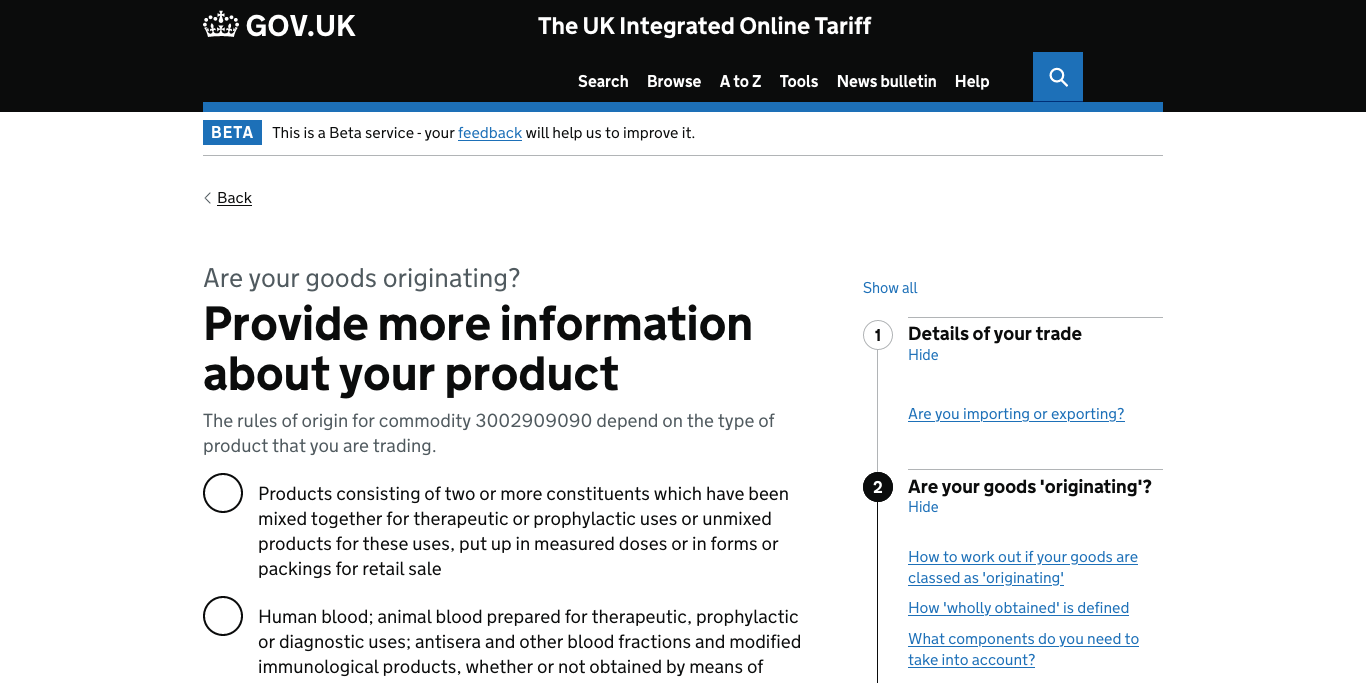 GOV.UK
The UK Integrated Online Tariff
Search Browse A to Z Tools News bulletin Help
BETA This is a Beta service - your feedback will help us to improve it.
Back
Are your goods originating?
Provide more information
about your product
The rules of origin for commodity 3002909090 depend on the type of
product that you are trading.
Products consisting of two or more constituents which have been
mixed together for therapeutic or prophylactic uses or unmixed
products for these uses, put up in measured doses or in forms or
packings for retail sale
Human blood; animal blood prepared for therapeutic, prophylactic
or diagnostic uses; antisera and other blood fractions and modified
immunological products, whether or not obtained by means of
Show all
1 Details of your trade
Hide
Are you importing or exporting?
2 Are your goods 'originating'?
Hide
How to work out if your goods are
classed as 'originating'
How 'wholly obtained' is defined
What components do you need to
take into account?